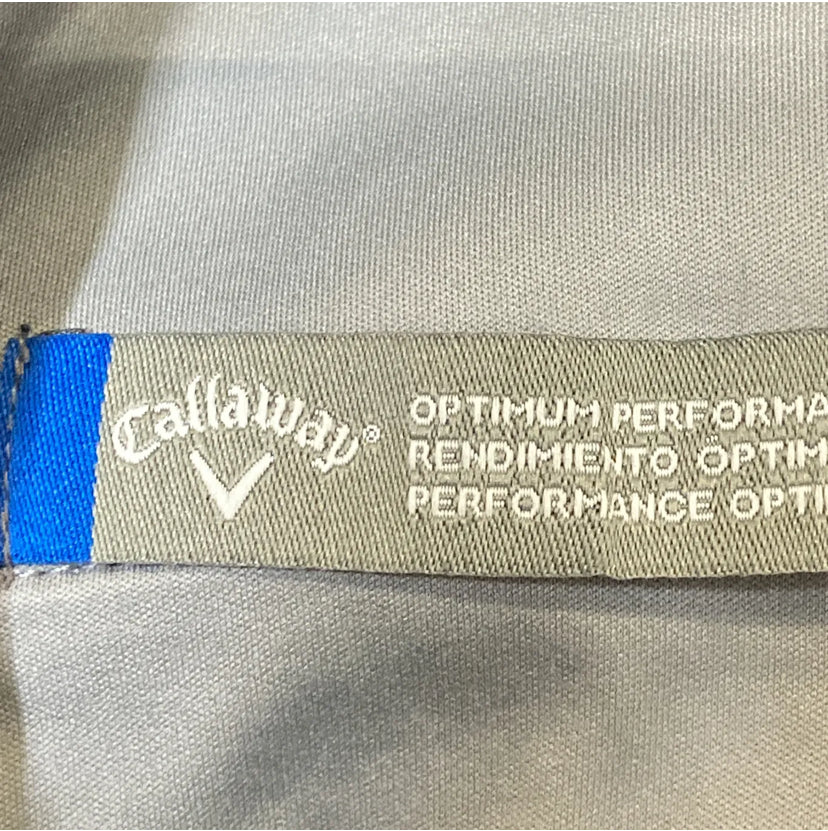 Callaway®
OPTIMUM PERFORMA
RENDIMIENTO ÓPTIM
PERFORMANCE OPTI